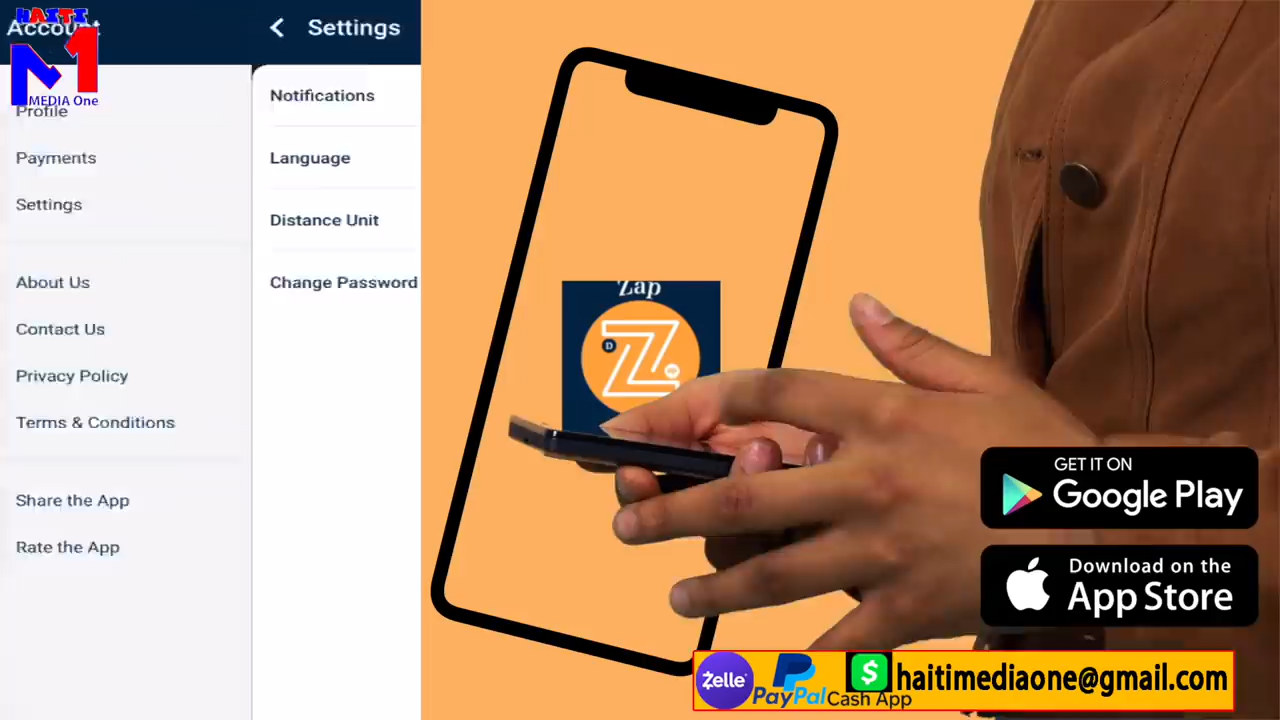 HAITI
Account
M1
MEDIA One
Profile
Payments
Settings
About Us
Contact Us
Privacy Policy
Terms & Conditions
Share the App
Rate the App
Settings
Notifications
Language
Distance Unit
Change Password
Zap
D
Z
GET IT ON
Google Play
Download on the
App Store
Zelle
PayPal
$
Cash App
haitimediaone@gmail.com